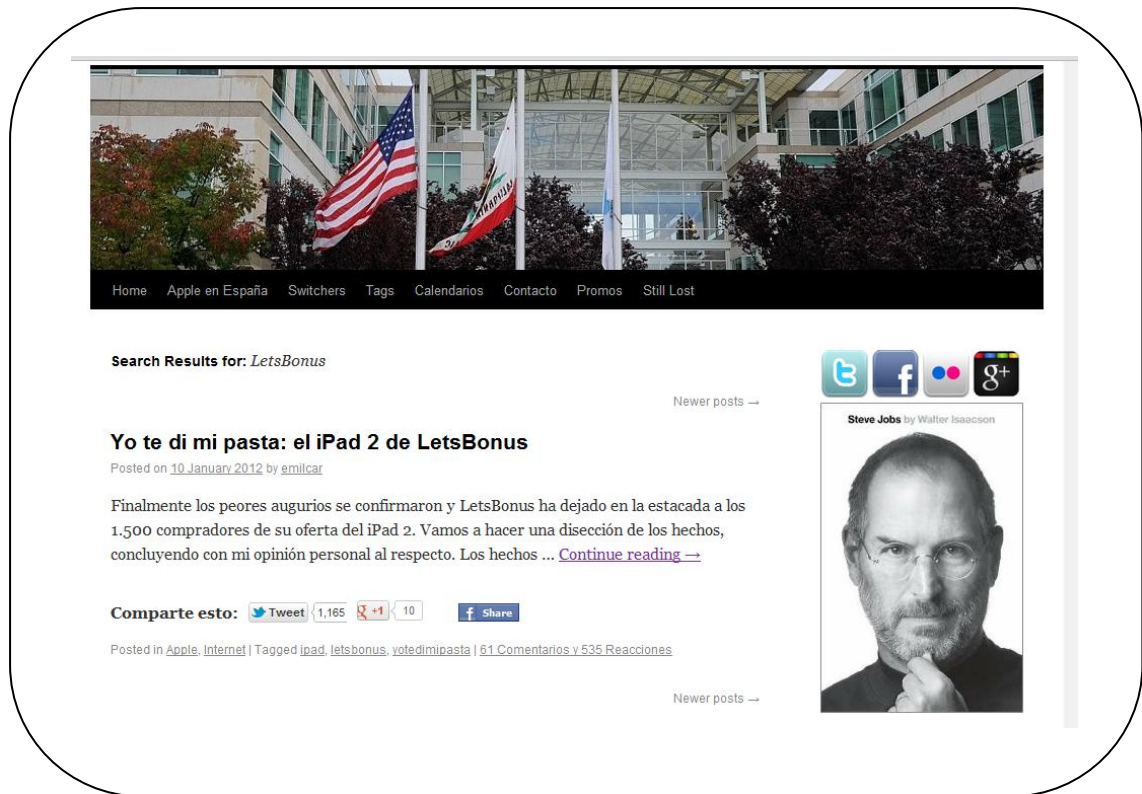 CALIFORNIA
Home Apple en España Switchers Tags Calendarios Contacto Promos Still Lost
Search Results for: LetsBonus
Newer posts →
Yo te di mi pasta: el iPad 2 de LetsBonus
Posted on 10 January 2012 by emilcar
Finalmente los peores augurios se confirmaron y LetsBonus ha dejado en la estacada a los
1.500 compradores de su oferta del iPad 2. Vamos a hacer una disección de los hechos,
concluyendo con mi opinión personal al respecto. Los hechos ... Continue reading →
Comparte esto: Tweet 1,165 g +1 10 f Share
Posted in Apple, Internet | Tagged ipad, letsbonus, yotedimipasta | 61 Comentarios y 535 Reacciones
Newer posts →
t f g+
Steve Jobs by Walter Isaacson